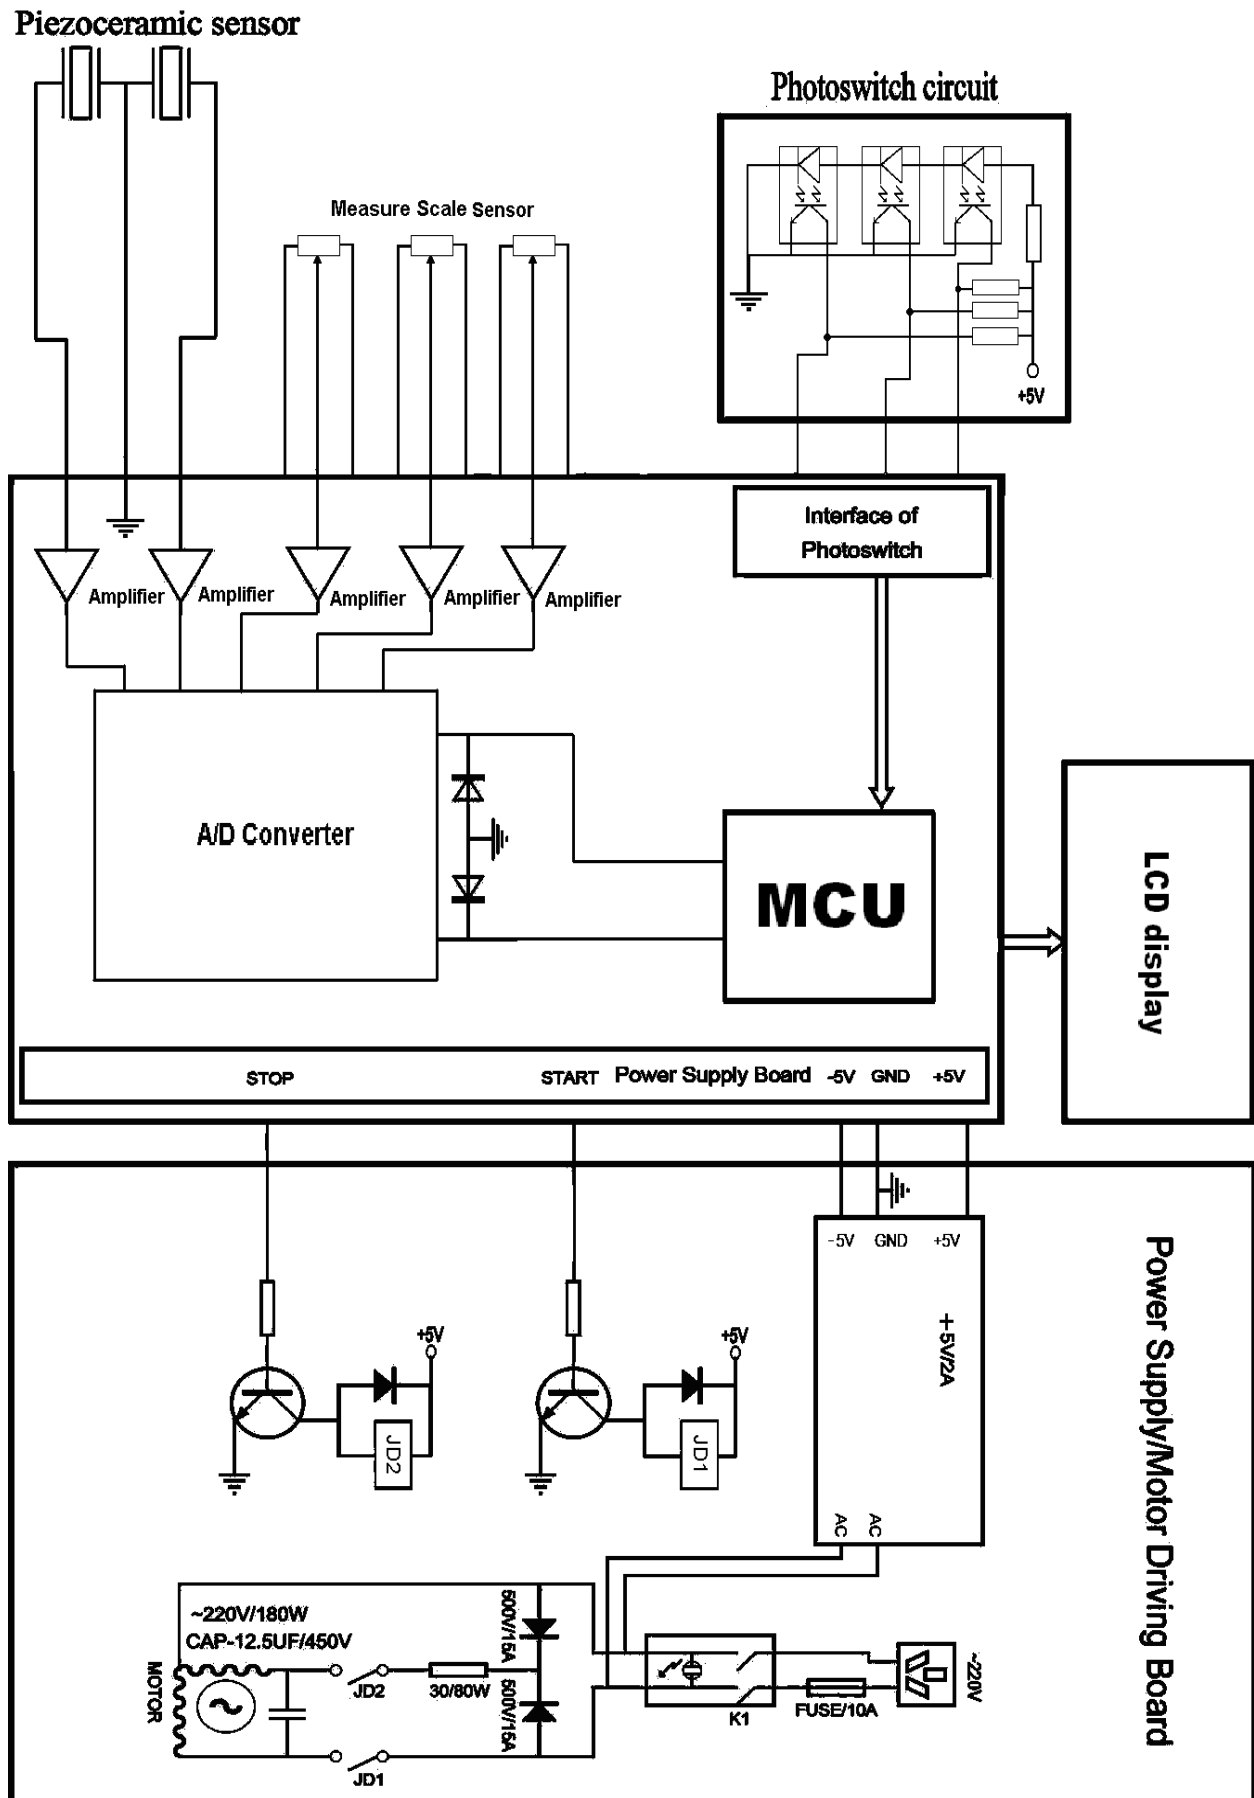 Piezoceramic sensor
Photoswitch circuit
Measure Scale Sensor
+5V
Interface of
Photoswitch
Amplifier
Amplifier
Amplifier
Amplifier
Amplifier
A/D Converter
MCU
LCD display
STOP
START
Power Supply Board
-5V
GND
+5V
-5V
GND
+5V
+5V/2A
Power Supply/Motor Driving Board
+5V
+5V
JD2
JD1
AC
AC
~220V/180W
CAP-12.5UF/450V
500V/15A
500V/15A
MOTOR
JD2
30/80W
JD1
K1
FUSE/10A
~220V